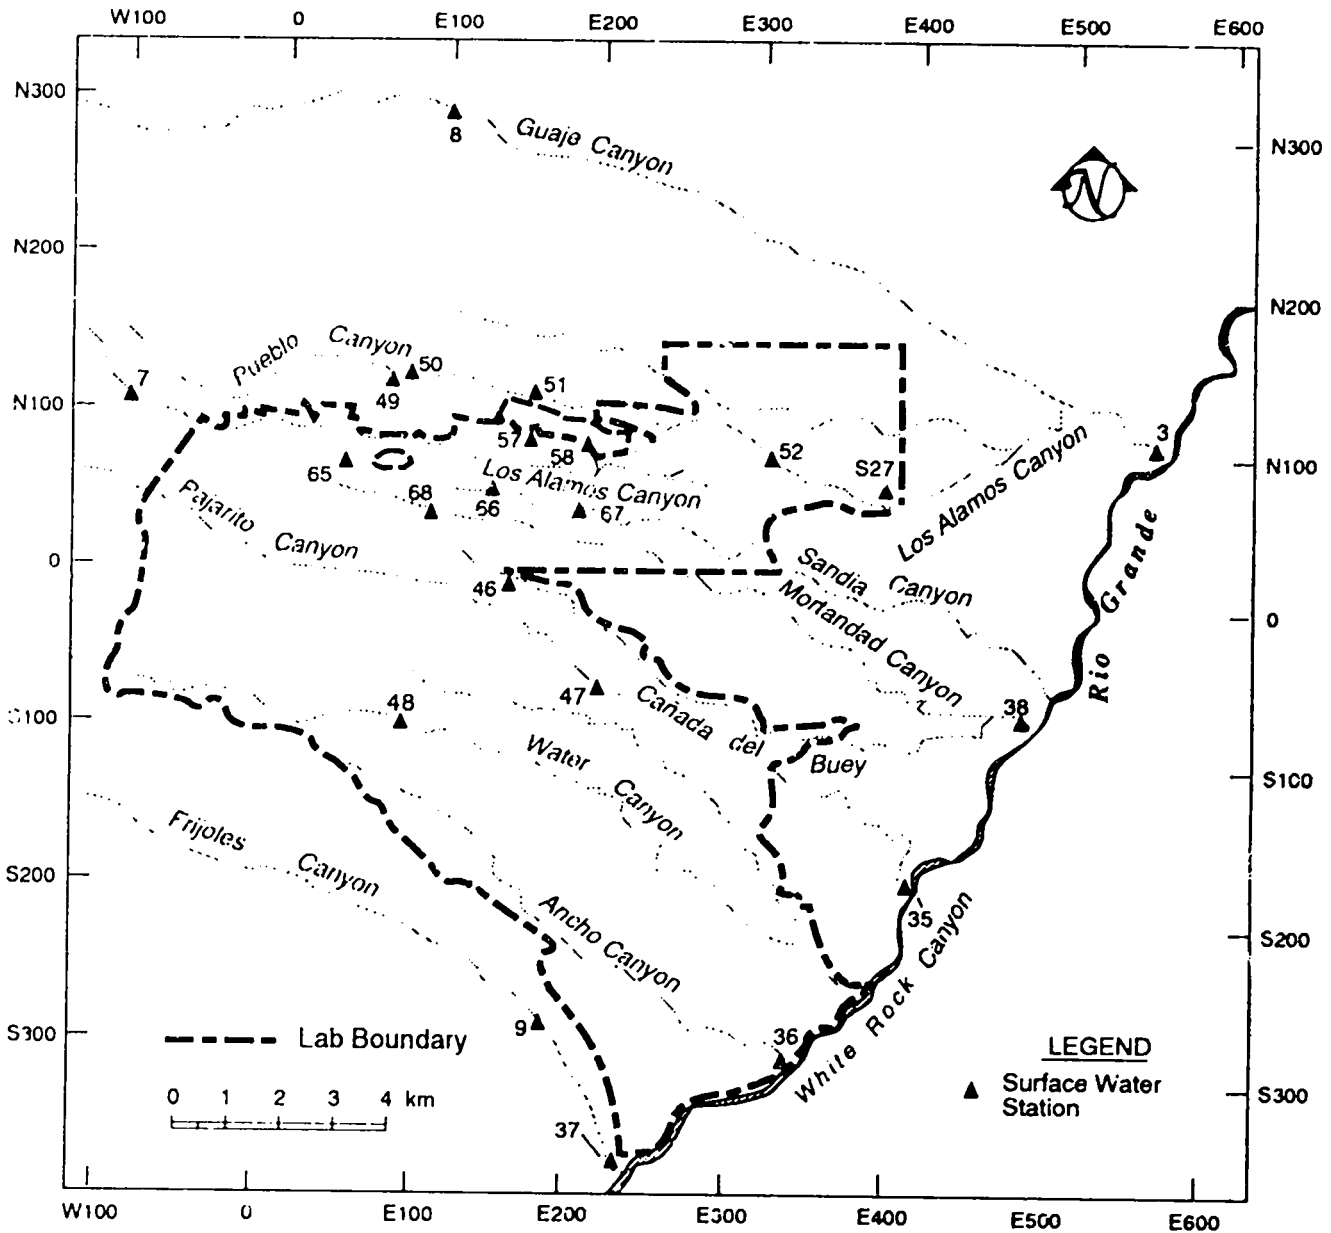 W100 0 E100 E200 E300 E400 E500 E600
N300
8
Guaje Canyon
N300
N
N200
N200
Pueblo Canyon
7
50
49
51
N100
57
58
52
3
S27
N100
65
68
Los Alamos Canyon
66
67
Pajarito Canyon
Los Alamos Canyon
Rio Grande
0
46
Sandia Canyon
Mortandad Canyon
0
47
48
Cañada del Buey
38
S100
Water Canyon
S100
Frijoles Canyon
S200
Ancho Canyon
35
White Rock Canyon
S200
9
36
S300
Lab Boundary
LEGEND
Surface Water
Station
0 1 2 3 4 km
S300
37
W100 0 E100 E200 E300 E400 E500 E600